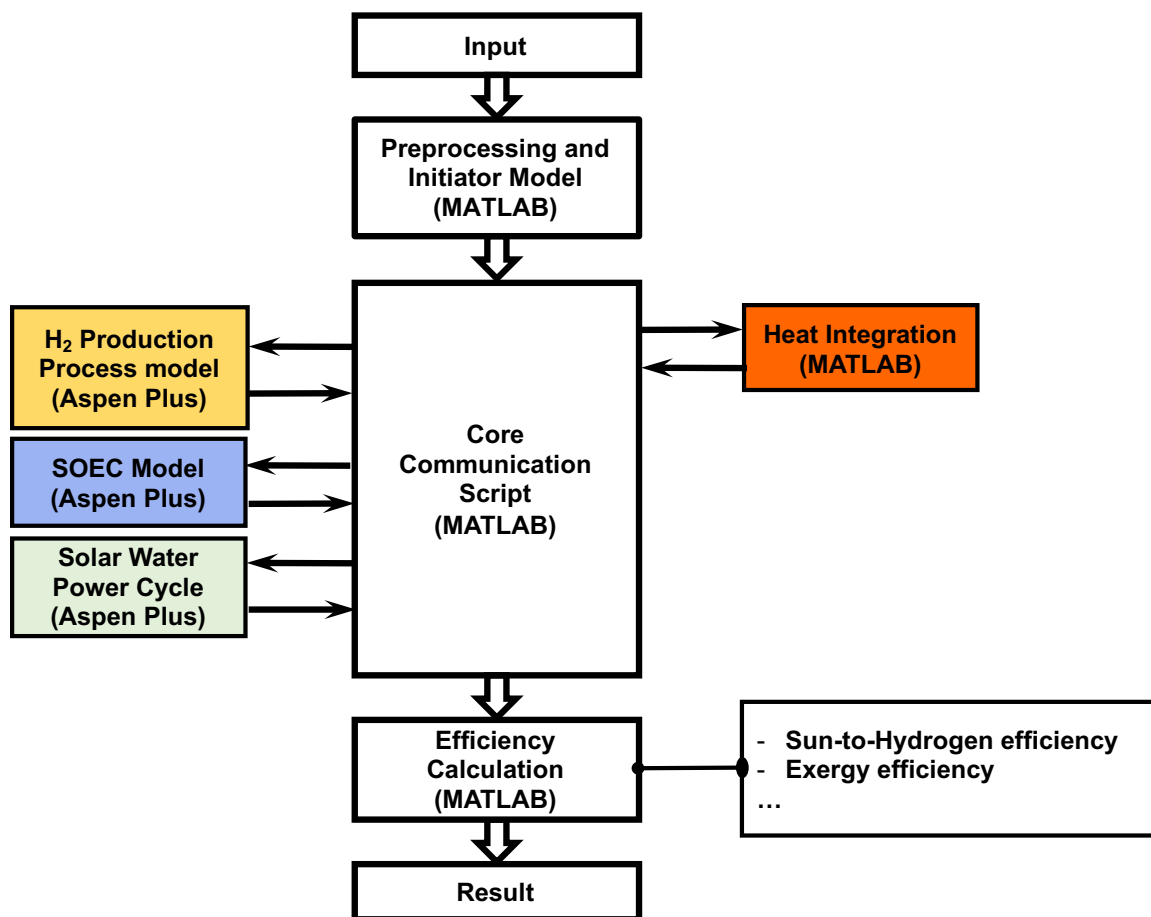 Input
Preprocessing and
Initiator Model
(MATLAB)
H₂ Production
Process model
(Aspen Plus)
SOEC Model
(Aspen Plus)
Solar Water
Power Cycle
(Aspen Plus)
Core
Communication
Script
(MATLAB)
Heat Integration
(MATLAB)
Efficiency
Calculation
(MATLAB)
- Sun-to-Hydrogen efficiency
- Exergy efficiency
…
Result